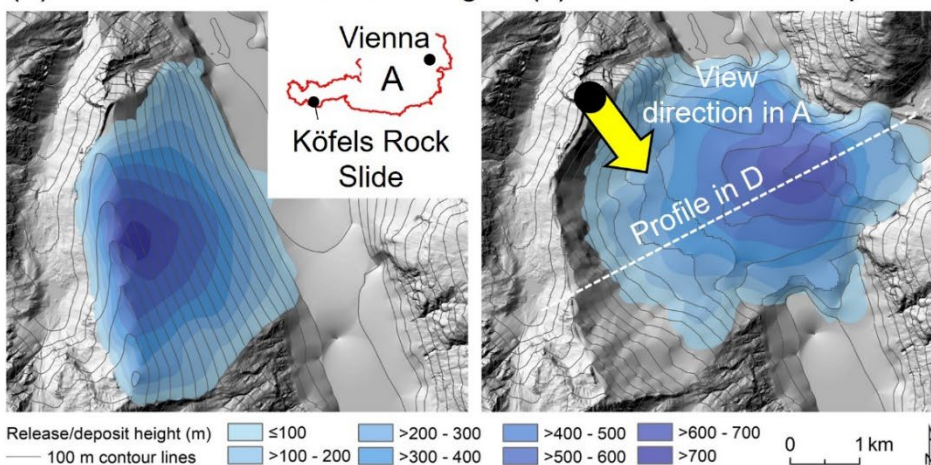 Vienna
A
Köfels Rock
Slide
View
direction in A
Profile in D
Release/deposit height (m)
100 m contour lines
≤100
>100 - 200
>200 - 300
>300 - 400
>400 - 500
>500 - 600
>600 - 700
>700
0 1 km